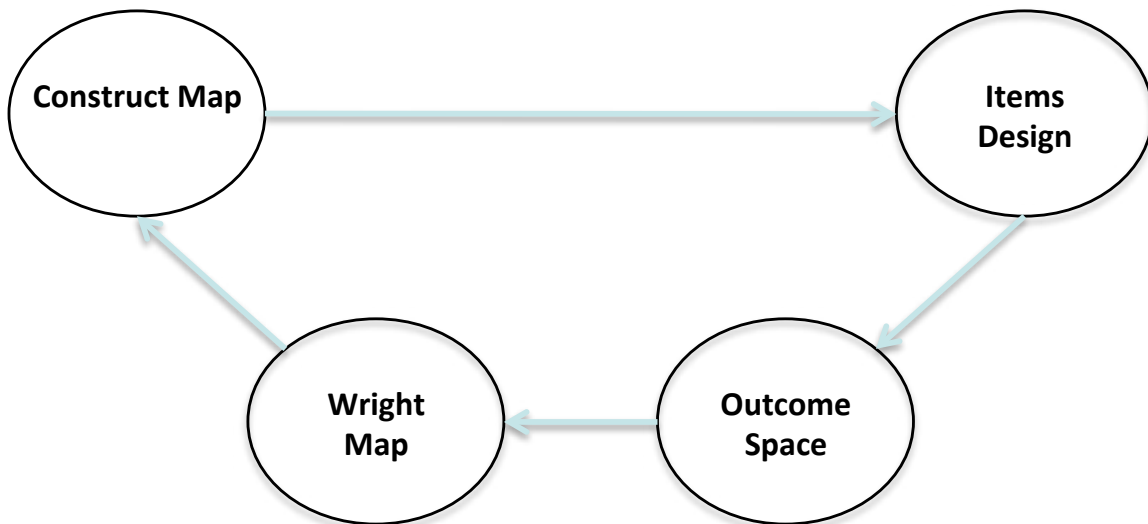 Construct Map
Items
Design
Wright
Map
Outcome
Space